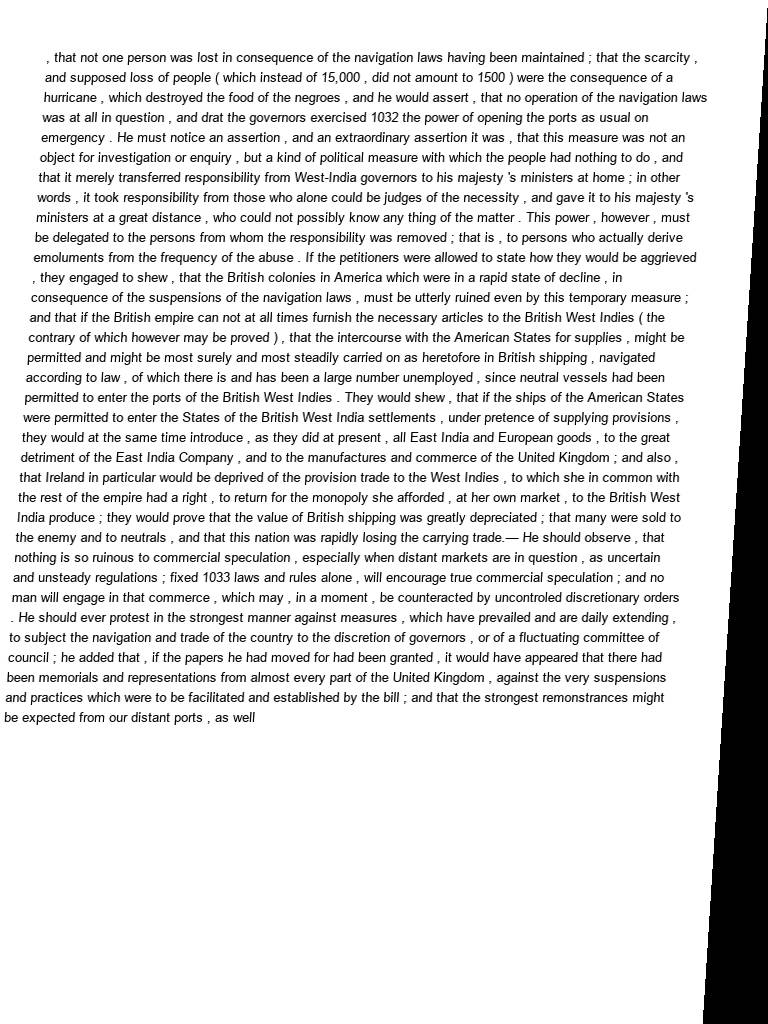 , that not one person was lost in consequence of the navigation laws having been maintained ; that the scarcity ,
and supposed loss of people ( which instead of 15,000 , did not amount to 1500 ) were the consequence of a
hurricane , which destroyed the food of the negroes , and he would assert , that no operation of the navigation laws
was at all in question , and drat the governors exercised 1032 the power of opening the ports as usual on
emergency . He must notice an assertion , and an extraordinary assertion it was , that this measure was not an
object for investigation or enquiry , but a kind of political measure with which the people had nothing to do , and
that it merely transferred responsibility from West-India governors to his majesty 's ministers at home ; in other
words , it took responsibility from those who alone could be judges of the necessity , and gave it to his majesty 's
ministers at a great distance , who could not possibly know any thing of the matter . This power , however , must
be delegated to the persons from whom the responsibility was removed ; that is , to persons who actually derive
emoluments from the frequency of the abuse . If the petitioners were allowed to state how they would be aggrieved
, they engaged to shew , that the British colonies in America which were in a rapid state of decline , in
consequence of the suspensions of the navigation laws , must be utterly ruined even by this temporary measure ;
and that if the British empire can not at all times furnish the necessary articles to the British West Indies ( the
contrary of which however may be proved ) , that the intercourse with the American States for supplies , might be
permitted and might be most surely and most steadily carried on as heretofore in British shipping , navigated
according to law , of which there is and has been a large number unemployed , since neutral vessels had been
permitted to enter the ports of the British West Indies . They would shew , that if the ships of the American States
were permitted to enter the States of the British West India settlements , under pretence of supplying provisions ,
they would at the same time introduce , as they did at present , all East India and European goods , to the great
detriment of the East India Company , and to the manufactures and commerce of the United Kingdom ; and also ,
that Ireland in particular would be deprived of the provision trade to the West Indies , to which she in common with
the rest of the empire had a right , to return for the monopoly she afforded , at her own market , to the British West
India produce ; they would prove that the value of British shipping was greatly depreciated ; that many were sold to
the enemy and to neutrals , and that this nation was rapidly losing the carrying trade.— He should observe , that
nothing is so ruinous to commercial speculation , especially when distant markets are in question , as uncertain
and unsteady regulations ; fixed 1033 laws and rules alone , will encourage true commercial speculation ; and no
man will engage in that commerce , which may , in a moment , be counteracted by uncontroled discretionary orders
. He should ever protest in the strongest manner against measures , which have prevailed and are daily extending ,
to subject the navigation and trade of the country to the discretion of governors , or of a fluctuating committee of
council ; he added that , if the papers he had moved for had been granted , it would have appeared that there had
been memorials and representations from almost every part of the United Kingdom , against the very suspensions
and practices which were to be facilitated and established by the bill ; and that the strongest remonstrances might
be expected from our distant ports , as well